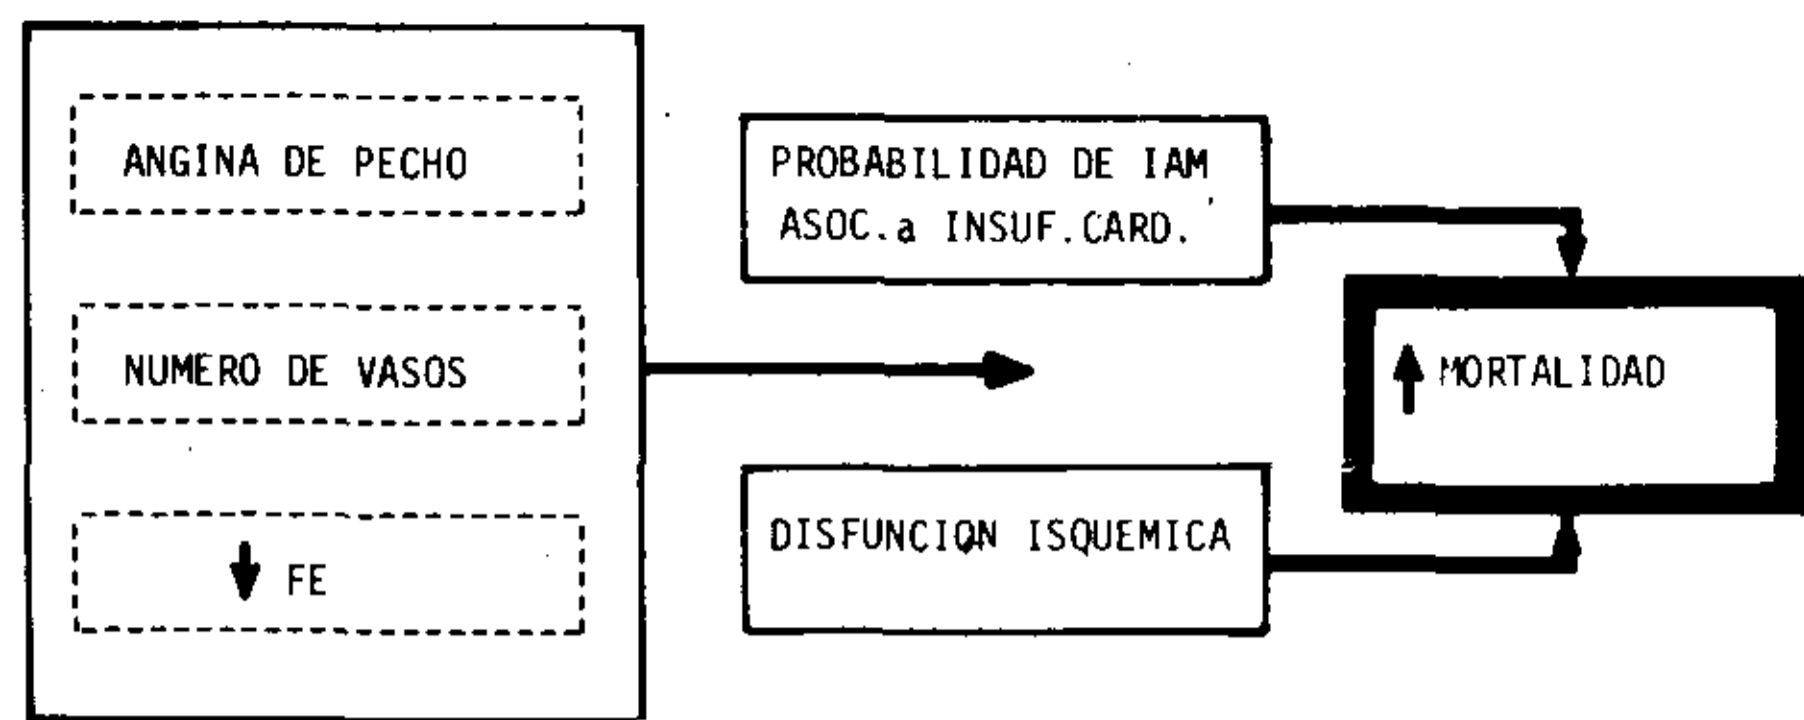 ANGINA DE PECHO
NUMERO DE VASOS
↓ FE
PROBABILIDAD DE IAM
ASOC.a INSUF.CARD.
DISFUNCION ISQUEMICA
↑ MORTALIDAD